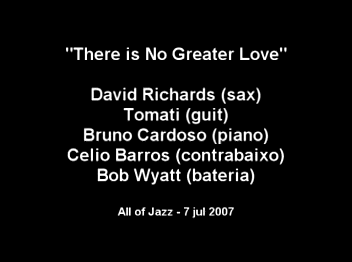 "There is No Greater Love"
David Richards (sax)
Tomati (guit)
Bruno Cardoso (piano)
Celio Barros (contrabaixo)
Bob Wyatt (bateria)
All of Jazz - 7 jul 2007